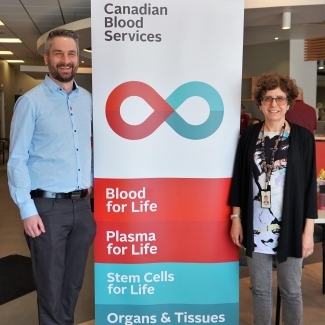 Canadian
Blood
Services
Blood
for Life
Plasma
for Life
Stem Cells
for Life
Organs & Tissues